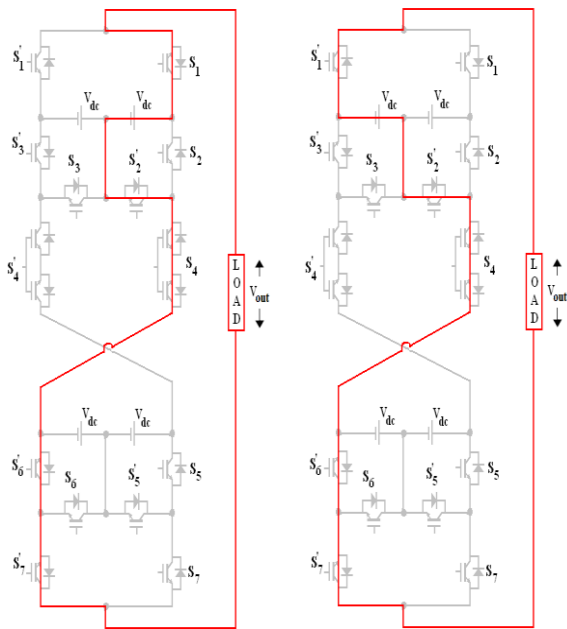 S'1
S1
Vdc
Vdc
S'3
S3
S'2
S2
S'4
S4
LOAD
Vout
Vdc
Vdc
S'6
S6
S'5
S5
S'7
S7
S'1
S1
Vdc
Vdc
S'3
S3
S'2
S2
S'4
S4
LOAD
Vout
Vdc
Vdc
S'6
S6
S'5
S5
S'7
S7